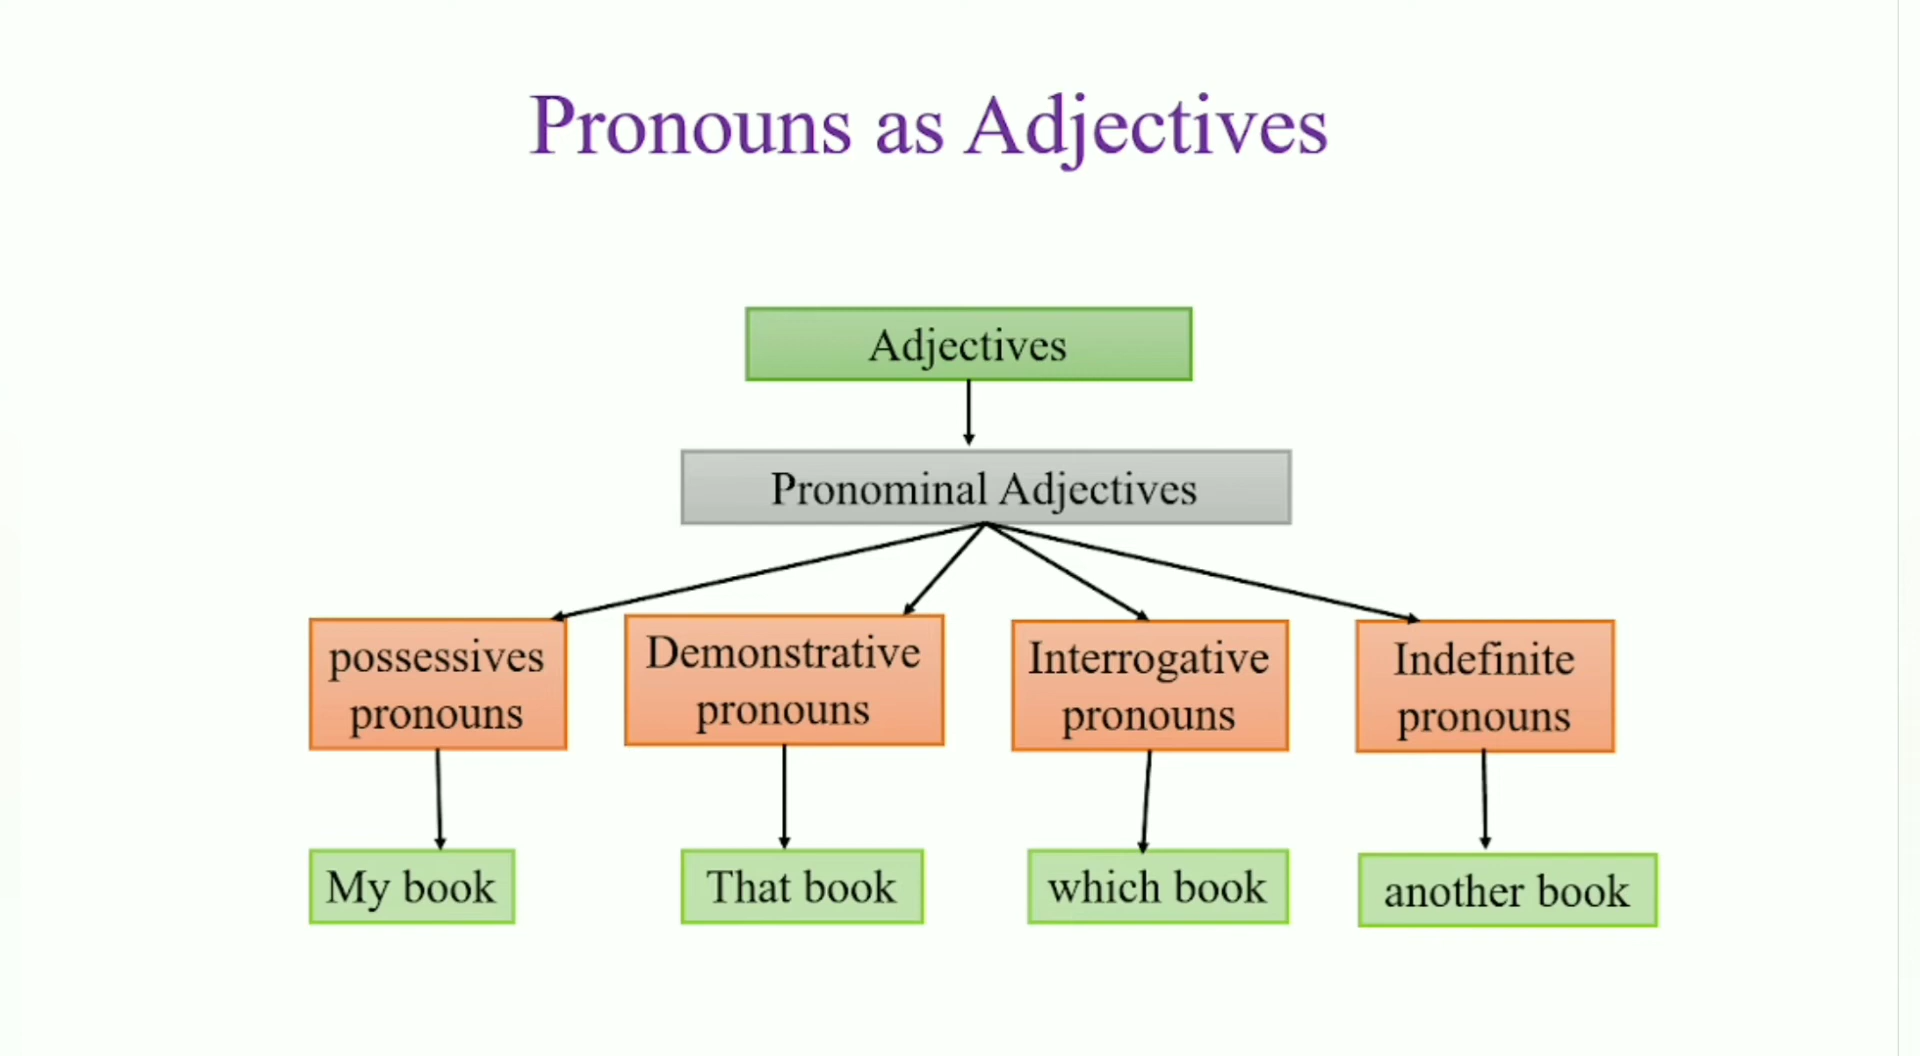 Pronouns as Adjectives
Adjectives
Pronominal Adjectives
possessives
pronouns
Demonstrative
pronouns
Interrogative
pronouns
Indefinite
pronouns
My book
That book
which book
another book